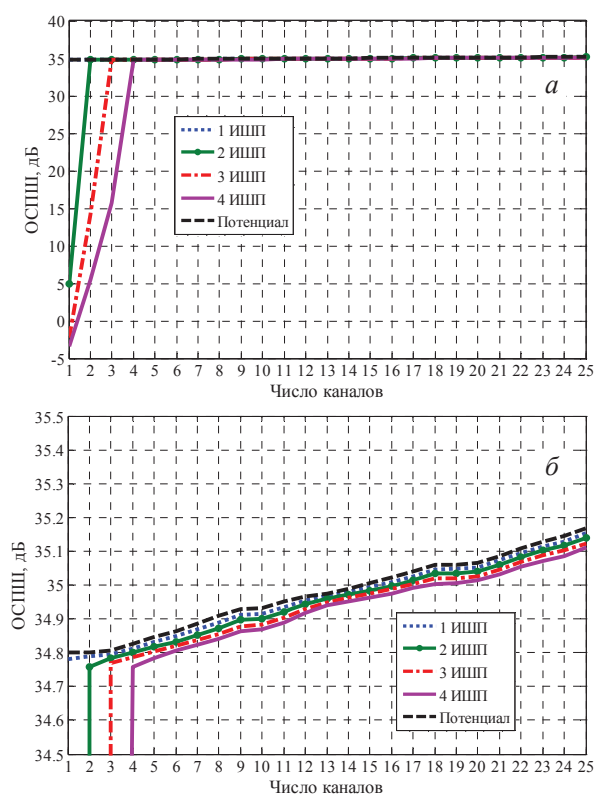 40
35
30
25
20
15
10
5
0
-5
ОСПШ, дБ
а
1 ИШП
2 ИШП
3 ИШП
4 ИШП
Потенциал
1 2 3 4 5 6 7 8 9 10 11 12 13 14 15 16 17 18 19 20 21 22 23 24 25
Число каналов
35.5
35.4
35.3
35.2
35.1
35
34.9
34.8
34.7
34.6
34.5
ОСПШ, дБ
б
1 ИШП
2 ИШП
3 ИШП
4 ИШП
Потенциал
1 2 3 4 5 6 7 8 9 10 11 12 13 14 15 16 17 18 19 20 21 22 23 24 25
Число каналов